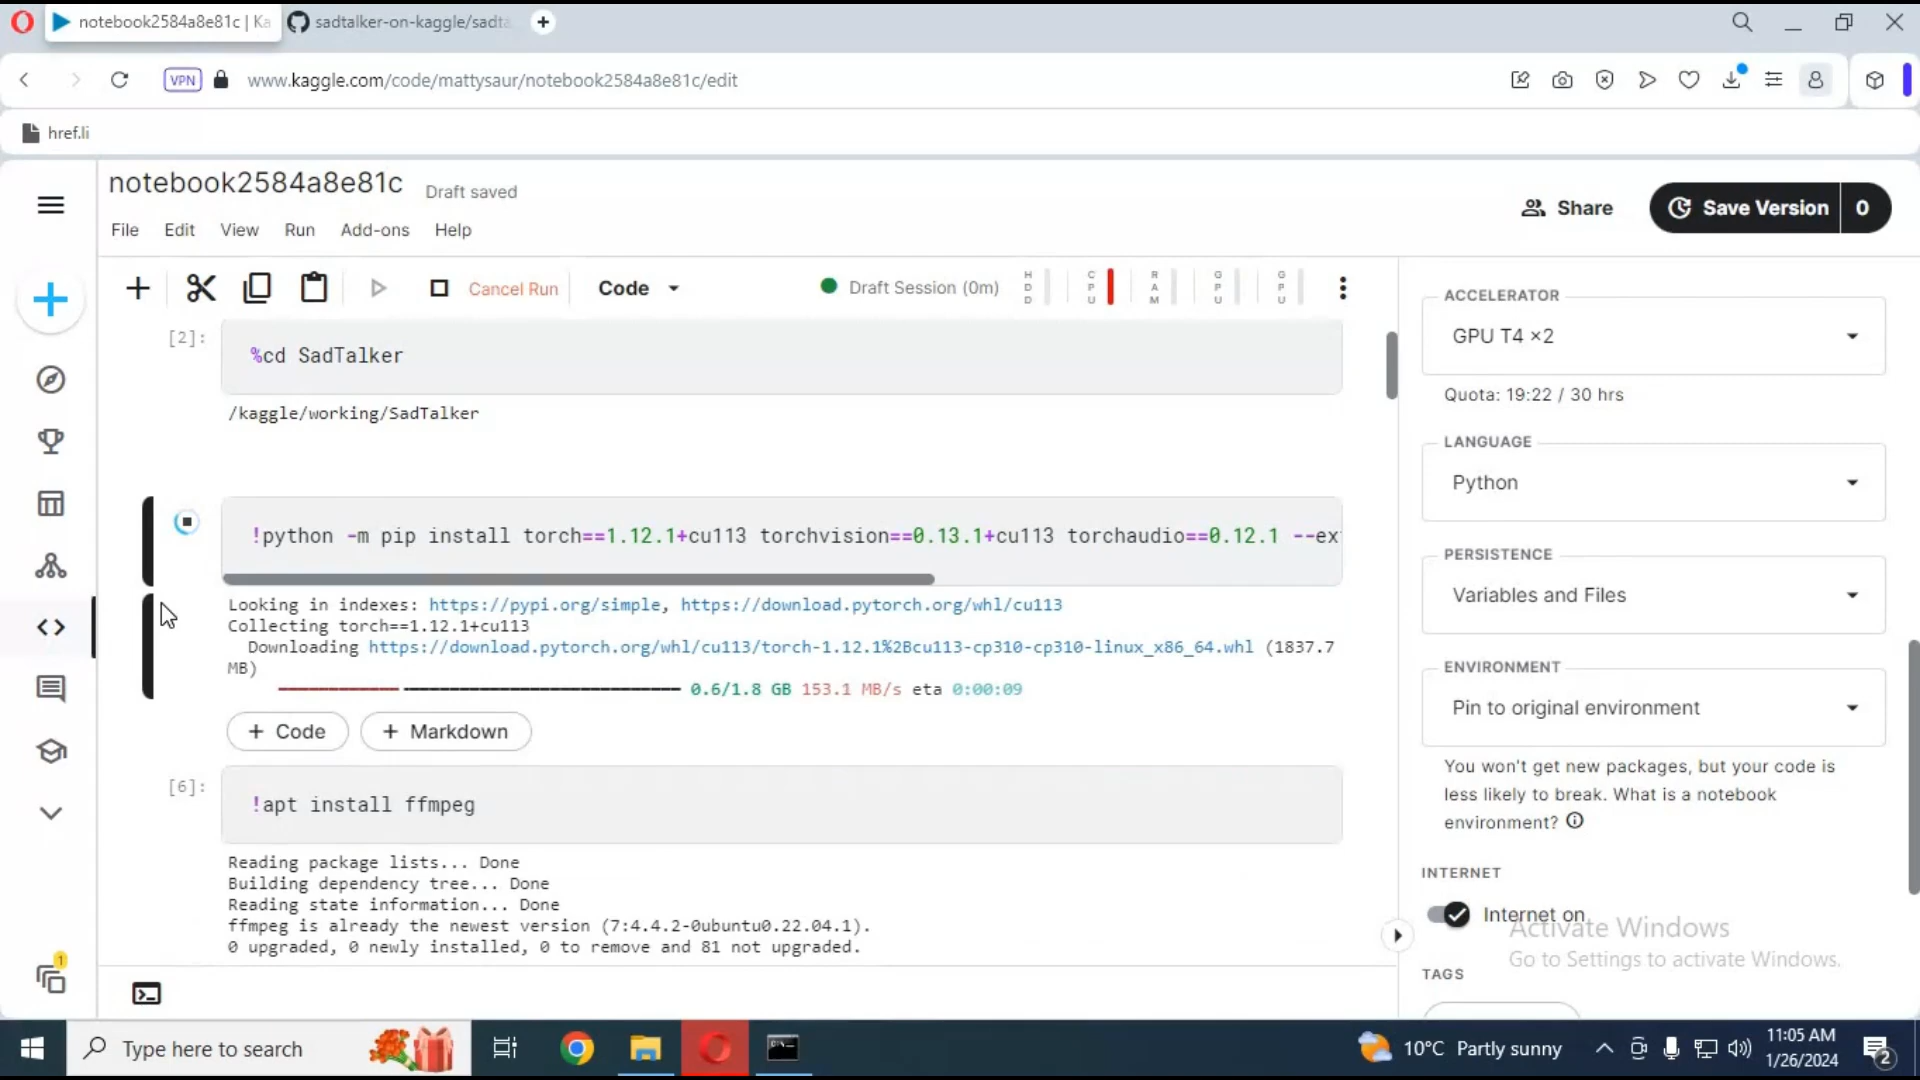 notebook2584a8e81c | Ka
sadtalker-on-kaggle/sadta
VPN
www.kaggle.com/code/mattysaur/notebook2584a8e81c/edit
href.li
notebook2584a8e81c Draft saved
File Edit View Run Add-ons Help
Share
Save Version 0
Cancel Run
Code
Draft Session (0m)
HDD
CPU
RAM
GPU
GPU
[2]:
%cd SadTalker
/kaggle/working/SadTalker
!python -m pip install torch==1.12.1+cu113 torchvision==0.13.1+cu113 torchaudio==0.12.1 --ex
Looking in indexes: https://pypi.org/simple, https://download.pytorch.org/whl/cu113
Collecting torch==1.12.1+cu113
Downloading https://download.pytorch.org/whl/cu113/torch-1.12.1%2Bcu113-cp310-cp310-linux_x86_64.whl (1837.7
MB)
0.6/1.8 GB 153.1 MB/s eta 0:00:09
+ Code + Markdown
[6]:
!apt install ffmpeg
Reading package lists... Done
Building dependency tree... Done
Reading state information... Done
ffmpeg is already the newest version (7:4.4.2-0ubuntu0.22.04.1).
0 upgraded, 0 newly installed, 0 to remove and 81 not upgraded.
ACCELERATOR
GPU T4 ×2
Quota: 19:22 / 30 hrs
LANGUAGE
Python
PERSISTENCE
Variables and Files
ENVIRONMENT
Pin to original environment
You won't get new packages, but your code is
less likely to break. What is a notebook
environment?
INTERNET
Internet on
Activate Windows
Go to Settings to activate Windows.
TAGS
1
Type here to search
10°C Partly sunny
11:05 AM
1/26/2024
2